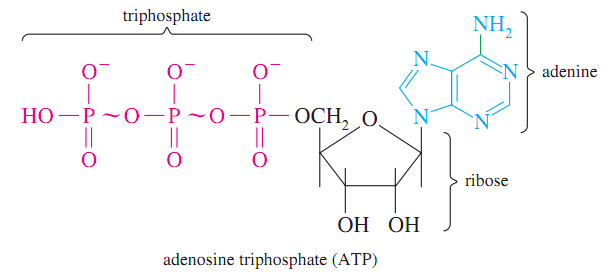 triphosphate
NH2
O− O− O− N N adenine
HO—P~O—P~O—P—OCH2 O N N
O O O ribose
OH OH
adenosine triphosphate (ATP)